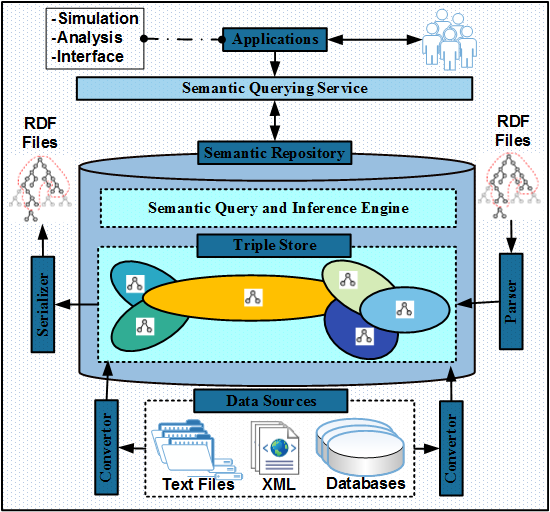 -Simulation
-Analysis
-Interface
Applications
Semantic Querying Service
RDF
Files
Semantic Repository
RDF
Files
Semantic Query and Inference Engine
Triple Store
Serializer
Parser
Convertor
Data Sources
Convertor
Text Files
XML
Databases